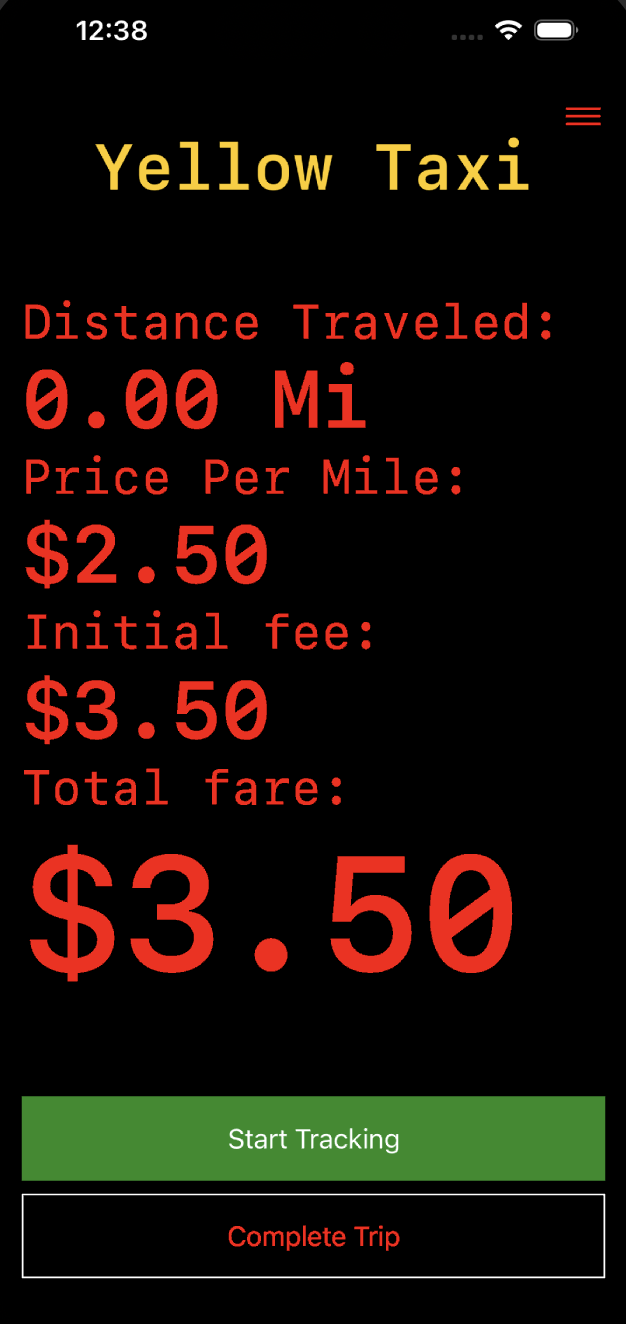 12:38
Yellow Taxi
Distance Traveled:
0.00 Mi
Price Per Mile:
$2.50
Initial fee:
$3.50
Total fare:
$3.50
Start Tracking
Complete Trip